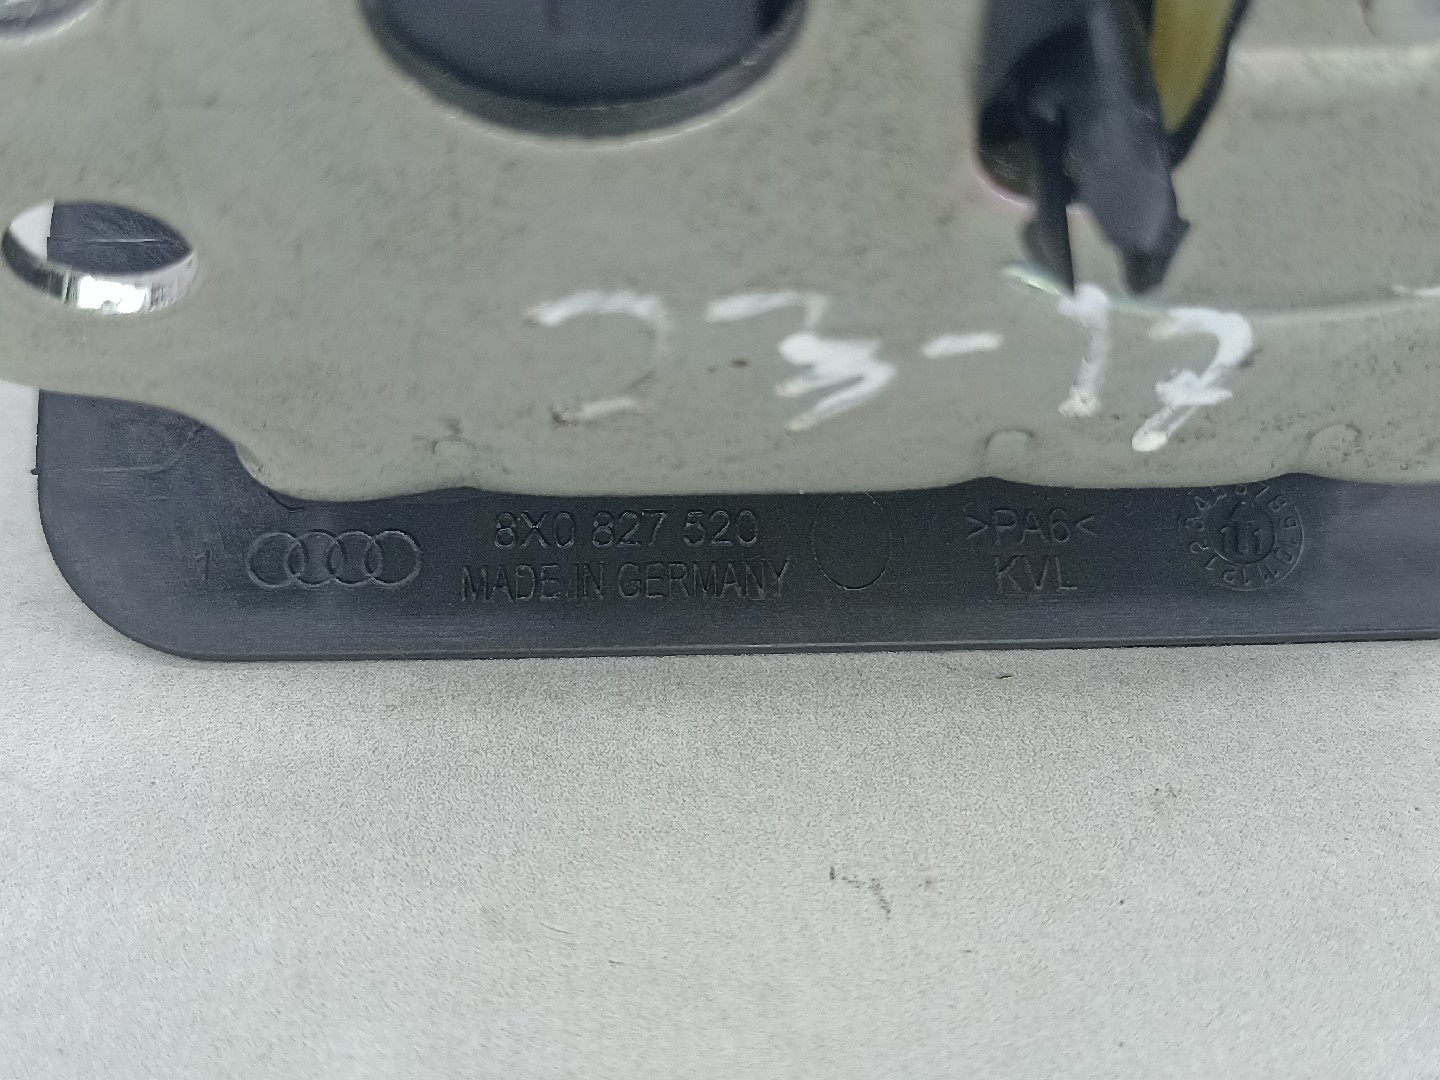 23-17
1 8X0 827 520 >PA6<
MADE IN GERMANY KVL